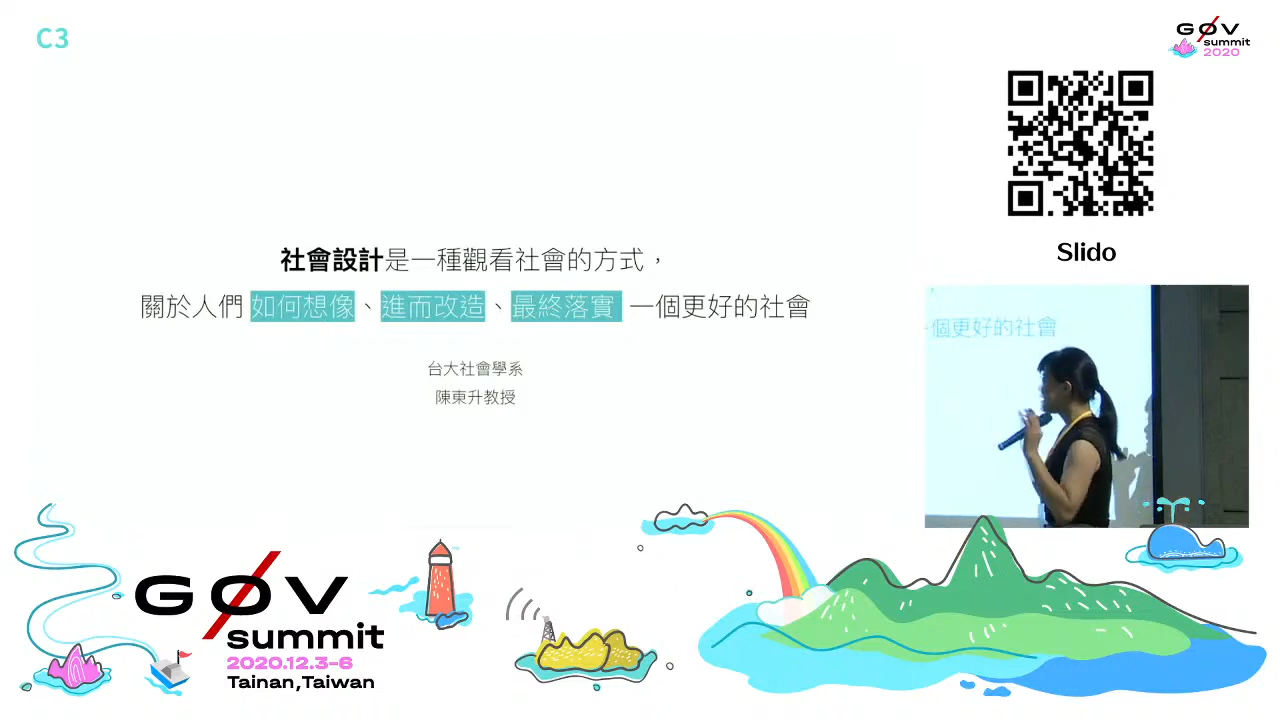 C3
GØV
summit
2020
社會設計是一種觀看社會的方式，
關於人們 如何想像、進而改造、最終落實 一個更好的社會
台大社會學系
陳東升教授
Slido
一個更好的社會
GØV
summit
2020.12.3-6
Tainan,Taiwan